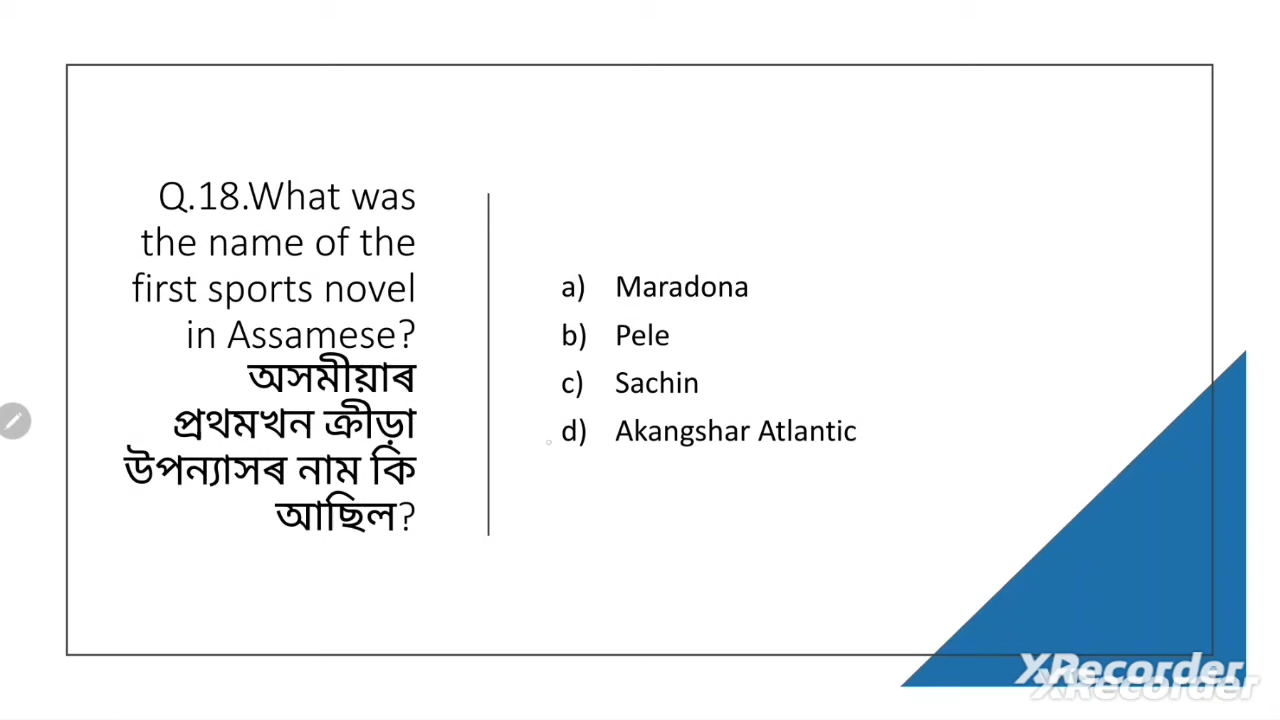 Q.18.What was
the name of the
first sports novel
in Assamese?
অসমীয়াৰ
প্ৰথমখন ক্ৰীড়া
উপন্যাসৰ নাম কি
আছিল?
a) Maradona
b) Pele
c) Sachin
d) Akangshar Atlantic
XRecorder
XRecorder